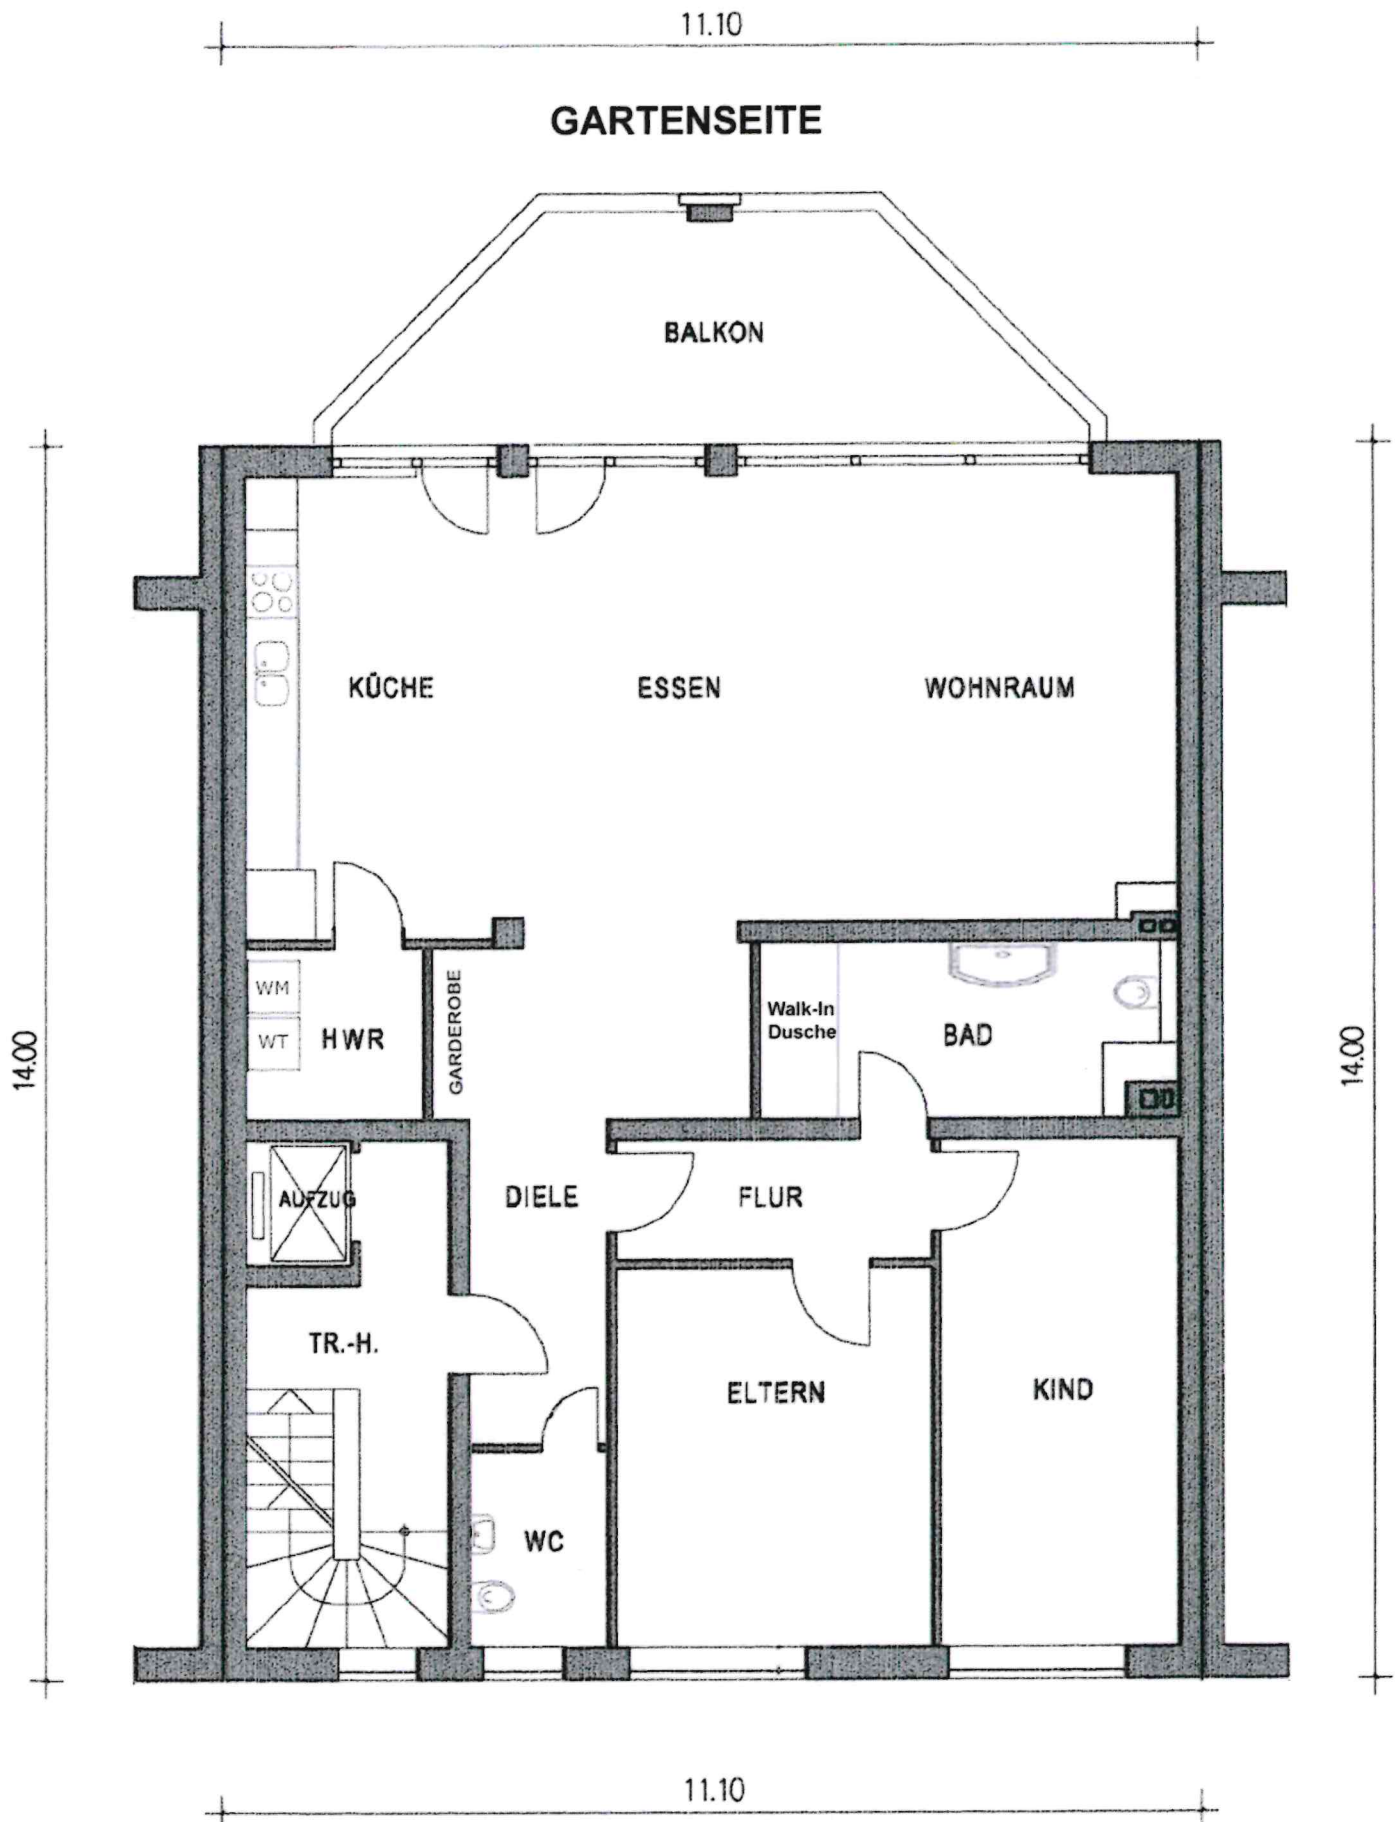 11.10
GARTENSEITE
BALKON
KÜCHE
ESSEN
WOHNRAUM
14.00
WM
WT
HWR
GARDEROBE
Walk-In
Dusche
BAD
14.00
AUFZUG
DIELE
FLUR
TR.-H.
ELTERN
KIND
WC
11.10